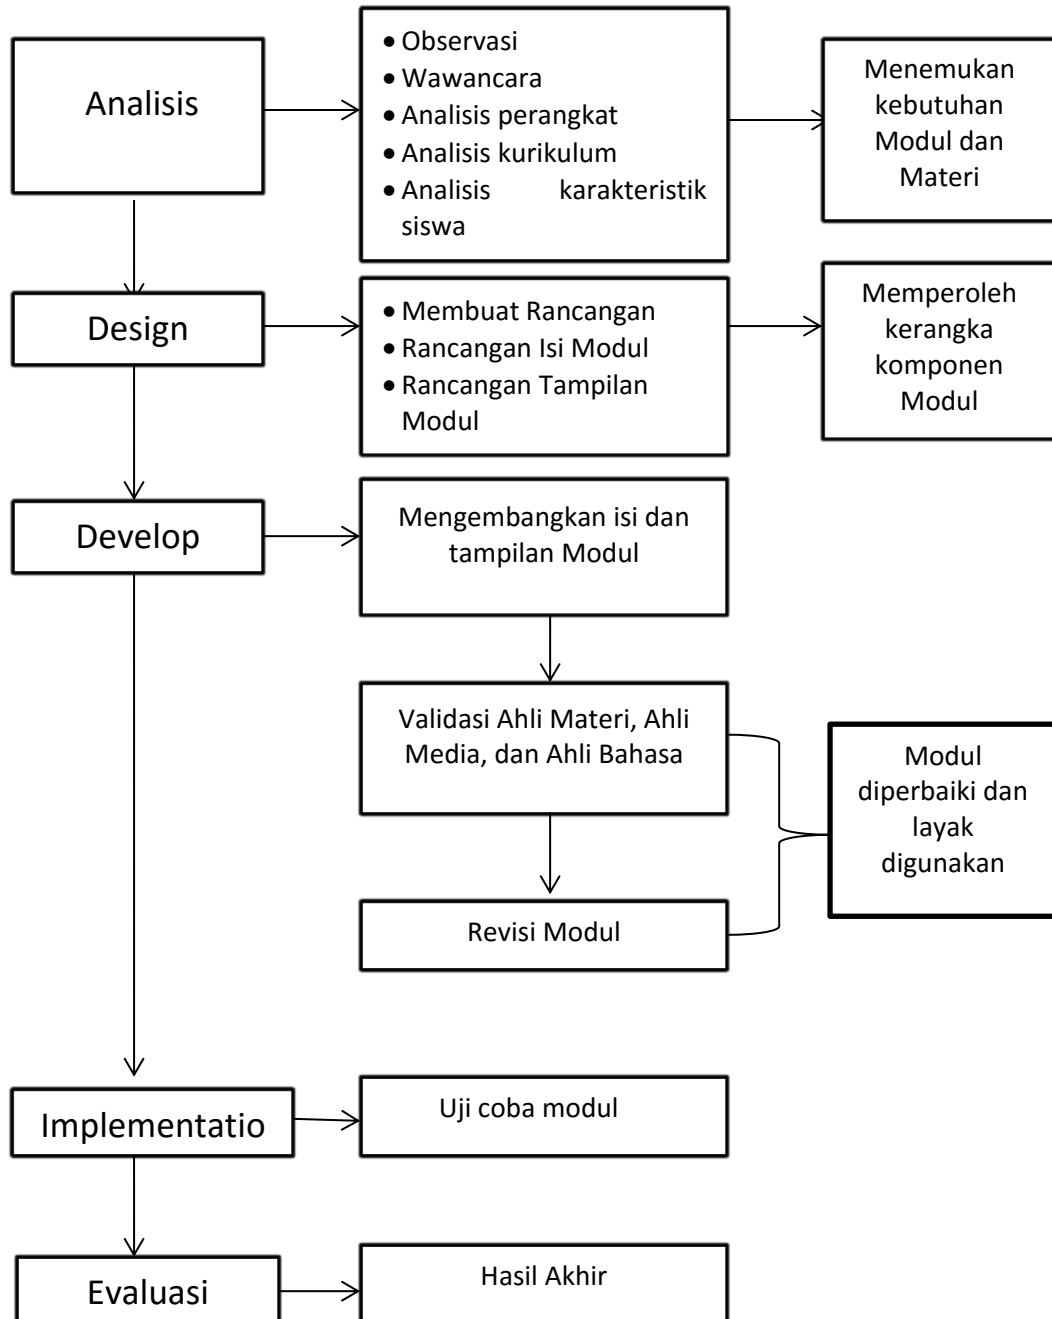 Analisis
• Observasi
• Wawancara
• Analisis perangkat
• Analisis kurikulum
• Analisis karakteristik
siswa
Menemukan
kebutuhan
Modul dan
Materi
Design
• Membuat Rancangan
• Rancangan Isi Modul
• Rancangan Tampilan
Modul
Memperoleh
kerangka
komponen
Modul
Develop
Mengembangkan isi dan
tampilan Modul
Validasi Ahli Materi, Ahli
Media, dan Ahli Bahasa
Modul
diperbaiki dan
layak
digunakan
Revisi Modul
Implementatio
Uji coba modul
Evaluasi
Hasil Akhir